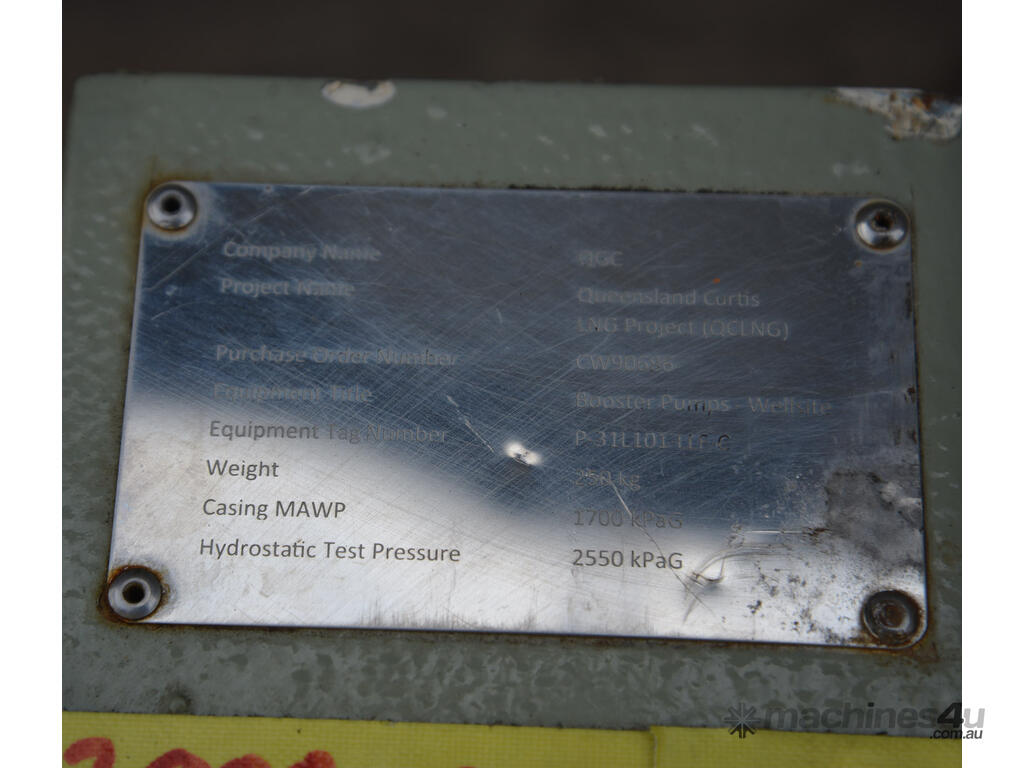 Company Name QGC
Project Name Queensland Curtis
LNG Project (QCLNG)
Purchase Order Number CW90686
Equipment Title Booster Pumps Wellsite
Equipment Tag Number
Weight
Casing MAWP 1700 kPaG
Hydrostatic Test Pressure 2550 kPaG
machines4u
.com.au